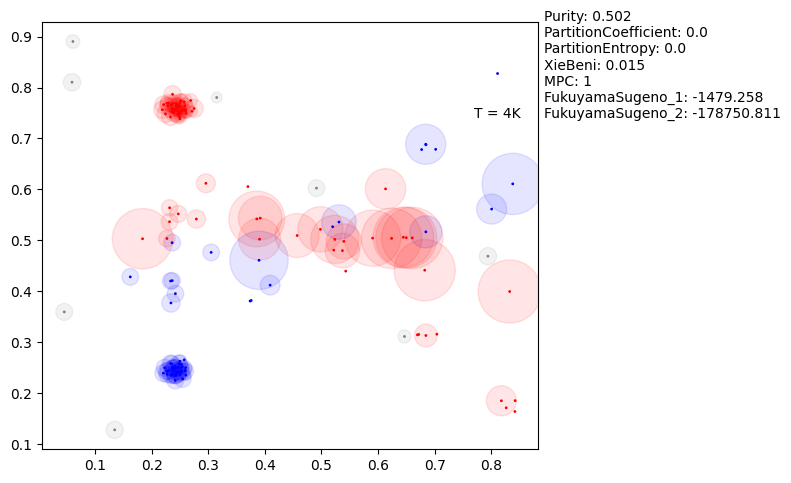 Purity: 0.502
PartitionCoefficient: 0.0
PartitionEntropy: 0.0
XieBeni: 0.015
MPC: 1
FukuyamaSugeno_1: -1479.258
FukuyamaSugeno_2: -178750.811
T = 4K
0.9
0.8
0.7
0.6
0.5
0.4
0.3
0.2
0.1
0.1 0.2 0.3 0.4 0.5 0.6 0.7 0.8